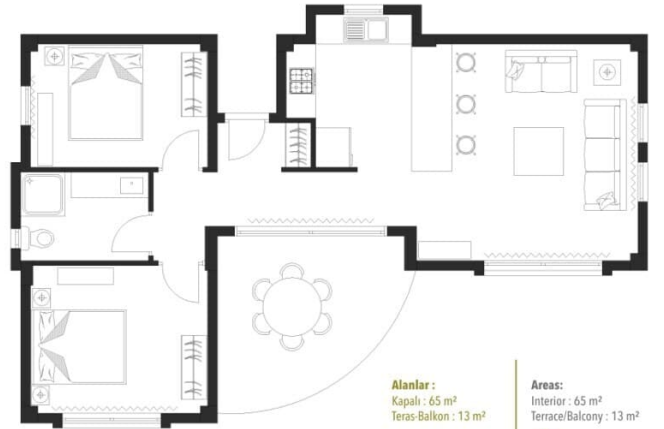 Alanlar :
Kapalı : 65 m²
Teras-Balkon : 13 m²
Areas:
Interior : 65 m²
Terrace/Balcony : 13 m²